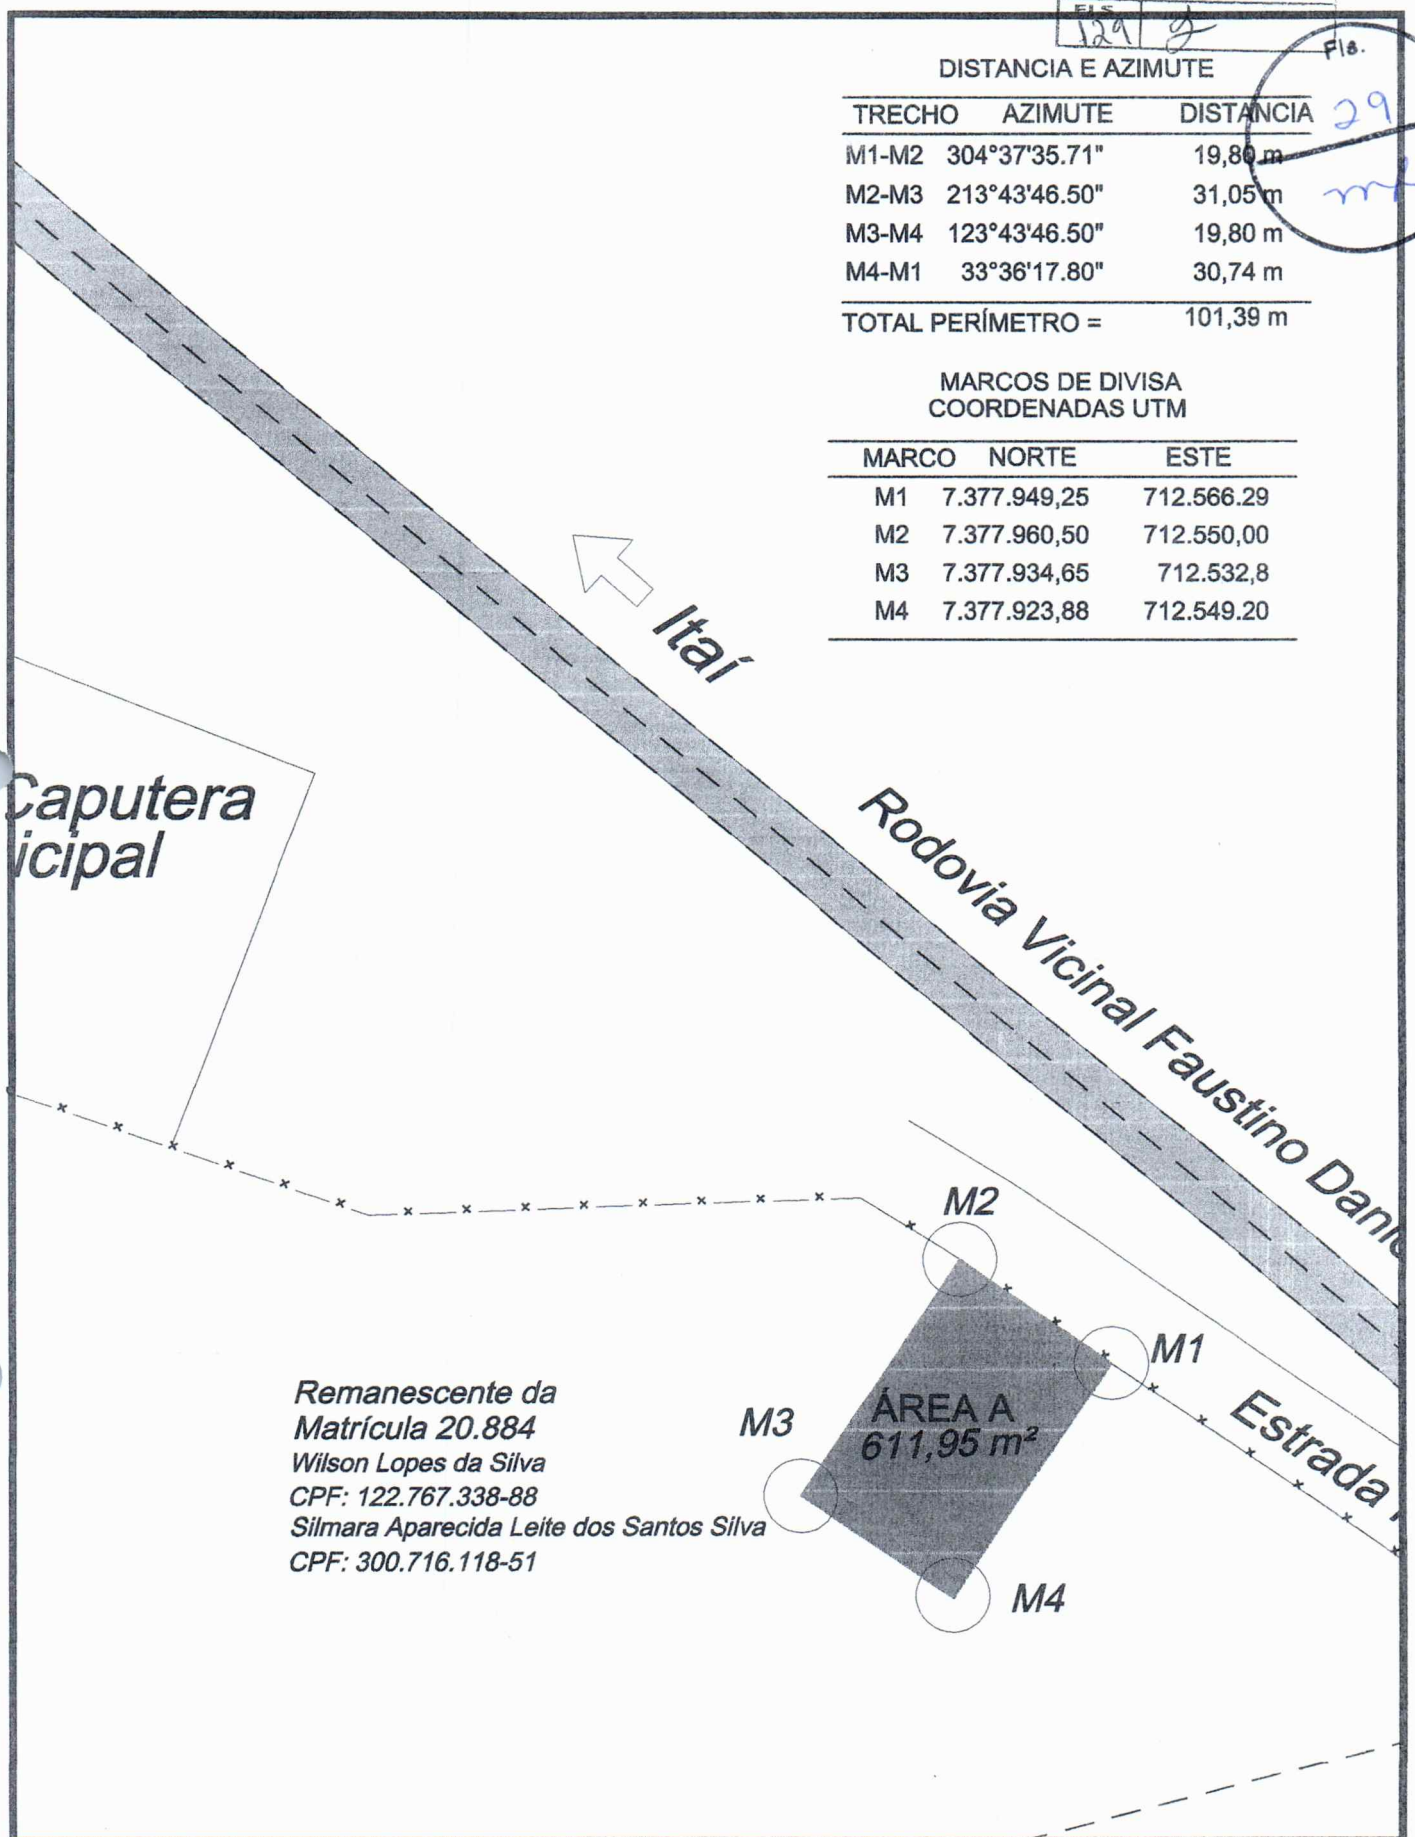 FLS
129
Fls.
29
DISTANCIA E AZIMUTE
TRECHO AZIMUTE DISTANCIA
M1-M2 304°37'35.71" 19,80 m
M2-M3 213°43'46.50" 31,05 m
M3-M4 123°43'46.50" 19,80 m
M4-M1 33°36'17.80" 30,74 m
TOTAL PERÍMETRO = 101,39 m
MARCOS DE DIVISA
COORDENADAS UTM
MARCO NORTE ESTE
M1 7.377.949,25 712.566.29
M2 7.377.960,50 712.550,00
M3 7.377.934,65 712.532,8
M4 7.377.923,88 712.549.20
Itaí
Caputera
icipal
Rodovia Vicinal Faustino Dani
M2
M1
M3
ÁREA A
611,95 m²
Estrada
M4
Remanescente da
Matrícula 20.884
Wilson Lopes da Silva
CPF: 122.767.338-88
Silmara Aparecida Leite dos Santos Silva
CPF: 300.716.118-51